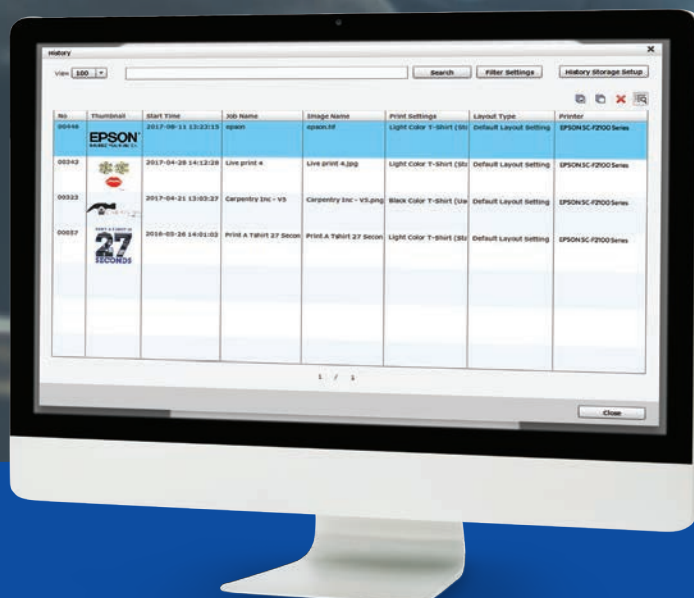 History
View 100 Search Filter Settings History Storage Setup
No Thumbnail Start Time Job Name Image Name Print Settings Layout Type Printer
00446 EPSON 2017-08-11 13:22:15 epson epson.tif Light Color T-Shirt (Sta Default Layout Setting EPSON SC-F2100 Series
00343 2017-04-28 14:12:28 Live print 4 Live print 4.jpg Light Color T-Shirt (Sta Default Layout Setting EPSON SC-F2100 Series
00323 2017-04-21 13:03:37 Carpentry Inc - V3 Carpentry Inc - V3.png Black Color T-Shirt (Ua Default Layout Setting EPSON SC-F2100 Series
27 SECONDS 2016-05-26 14:01:03 Print A Tshirt 27 Secon Print A Tshirt 27 Secon Light Color T-Shirt (Sta Default Layout Setting EPSON SC-F2100 Series
1 / 1
Close